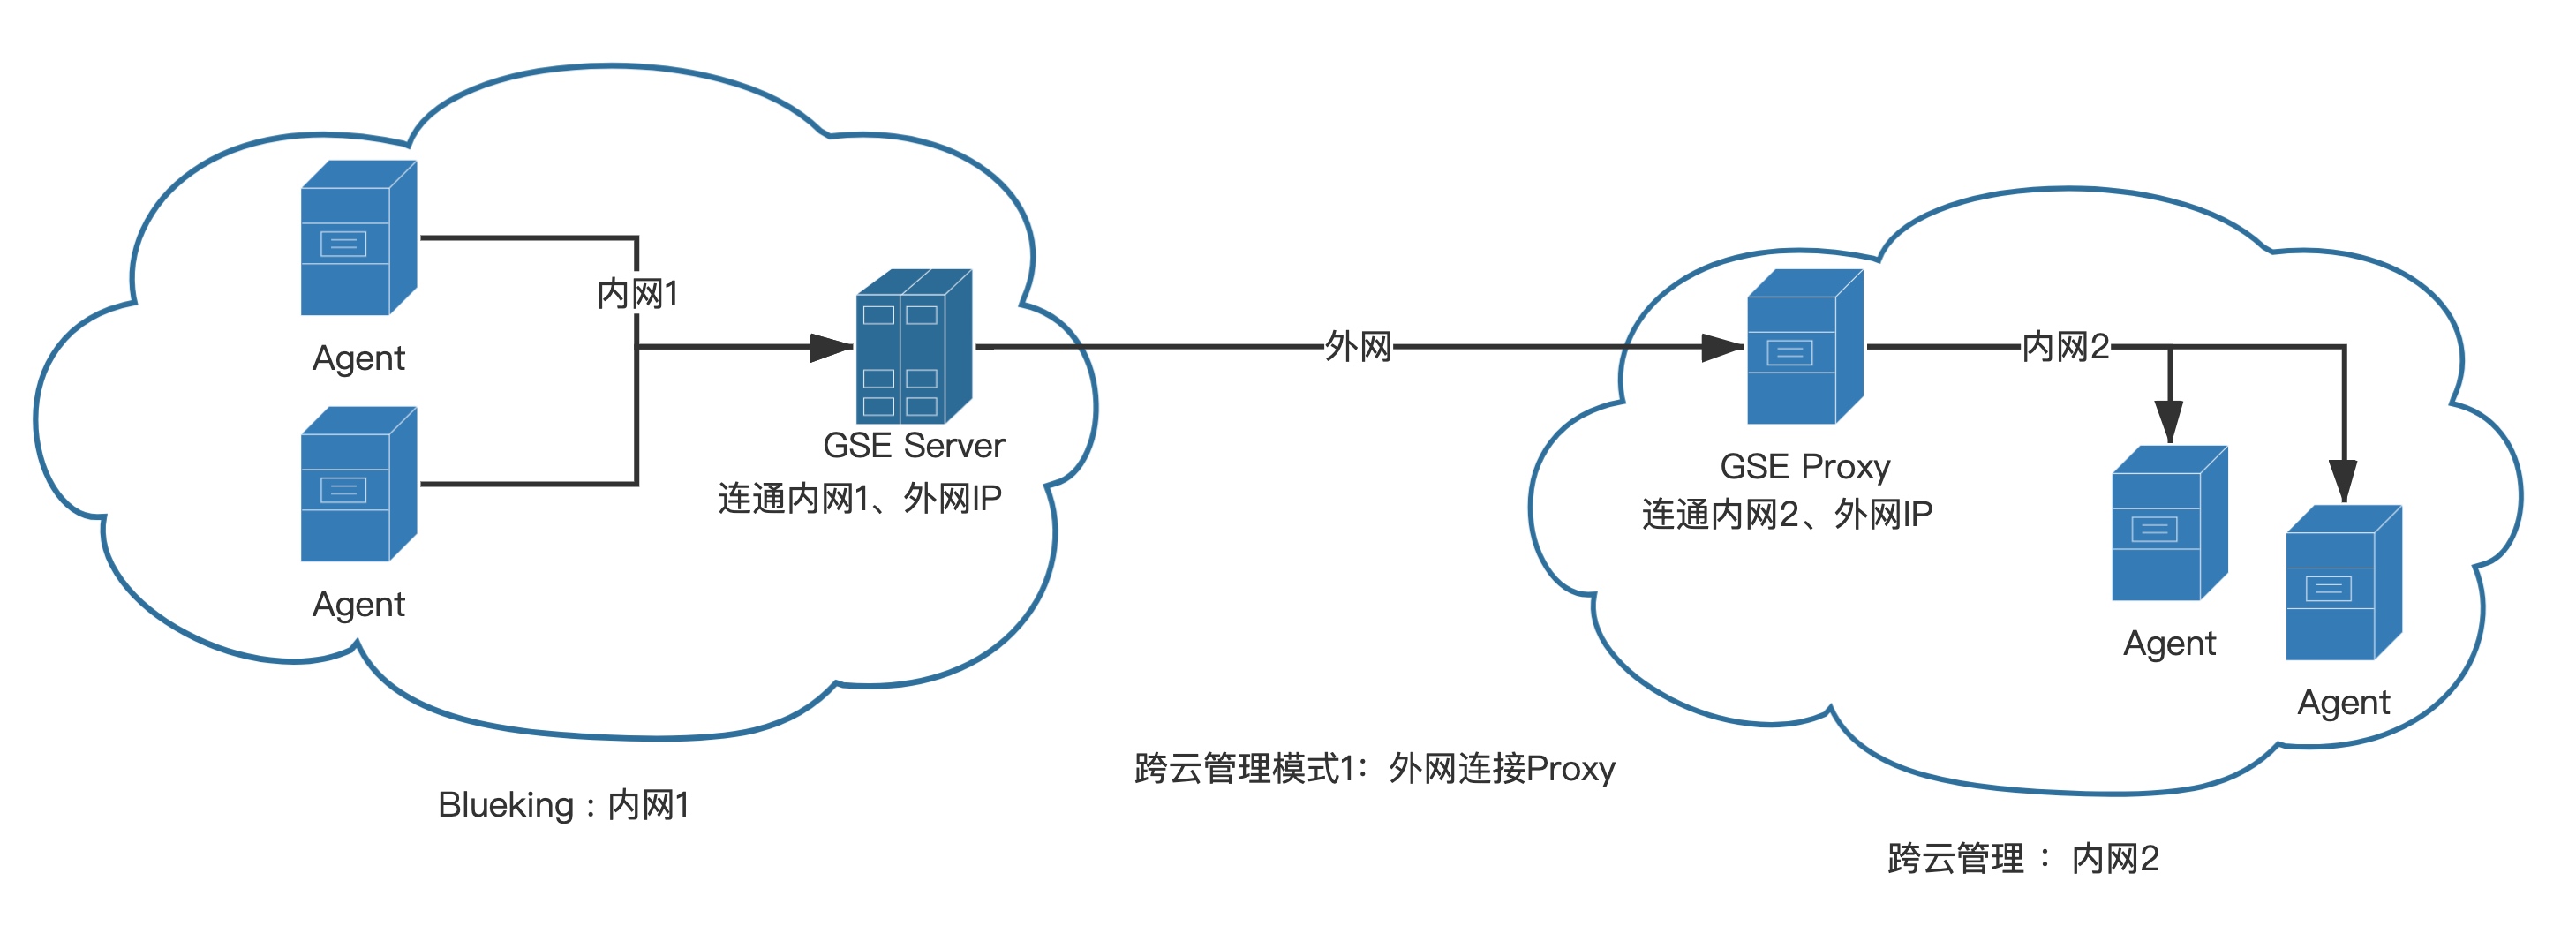 Agent
内网1
Agent
GSE Server
连通内网1、外网IP
Blueking：内网1
外网
跨云管理模式1：外网连接Proxy
GSE Proxy
连通内网2、外网IP
内网2
Agent
Agent
跨云管理：内网2